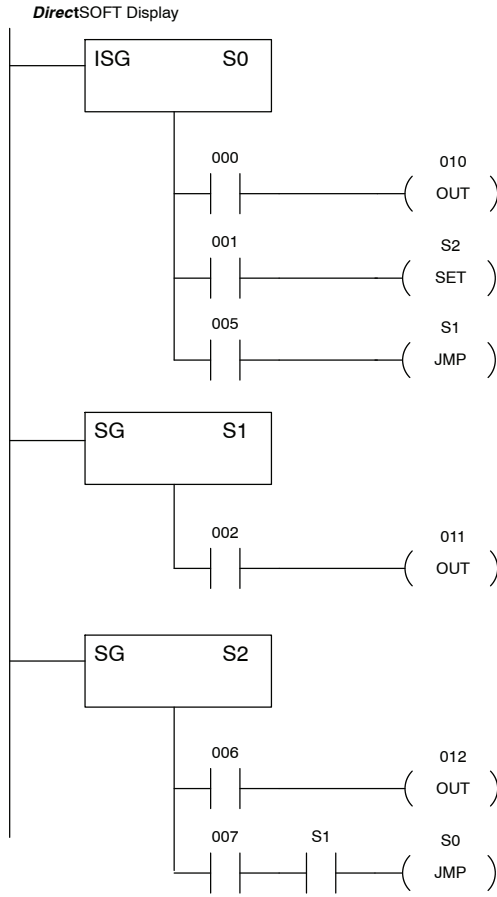 DirectSOFT Display
ISG S0
000 010
OUT
001 S2
SET
005 S1
JMP
SG S1
002 011
OUT
SG S2
006 012
OUT
007 S1 S0
JMP